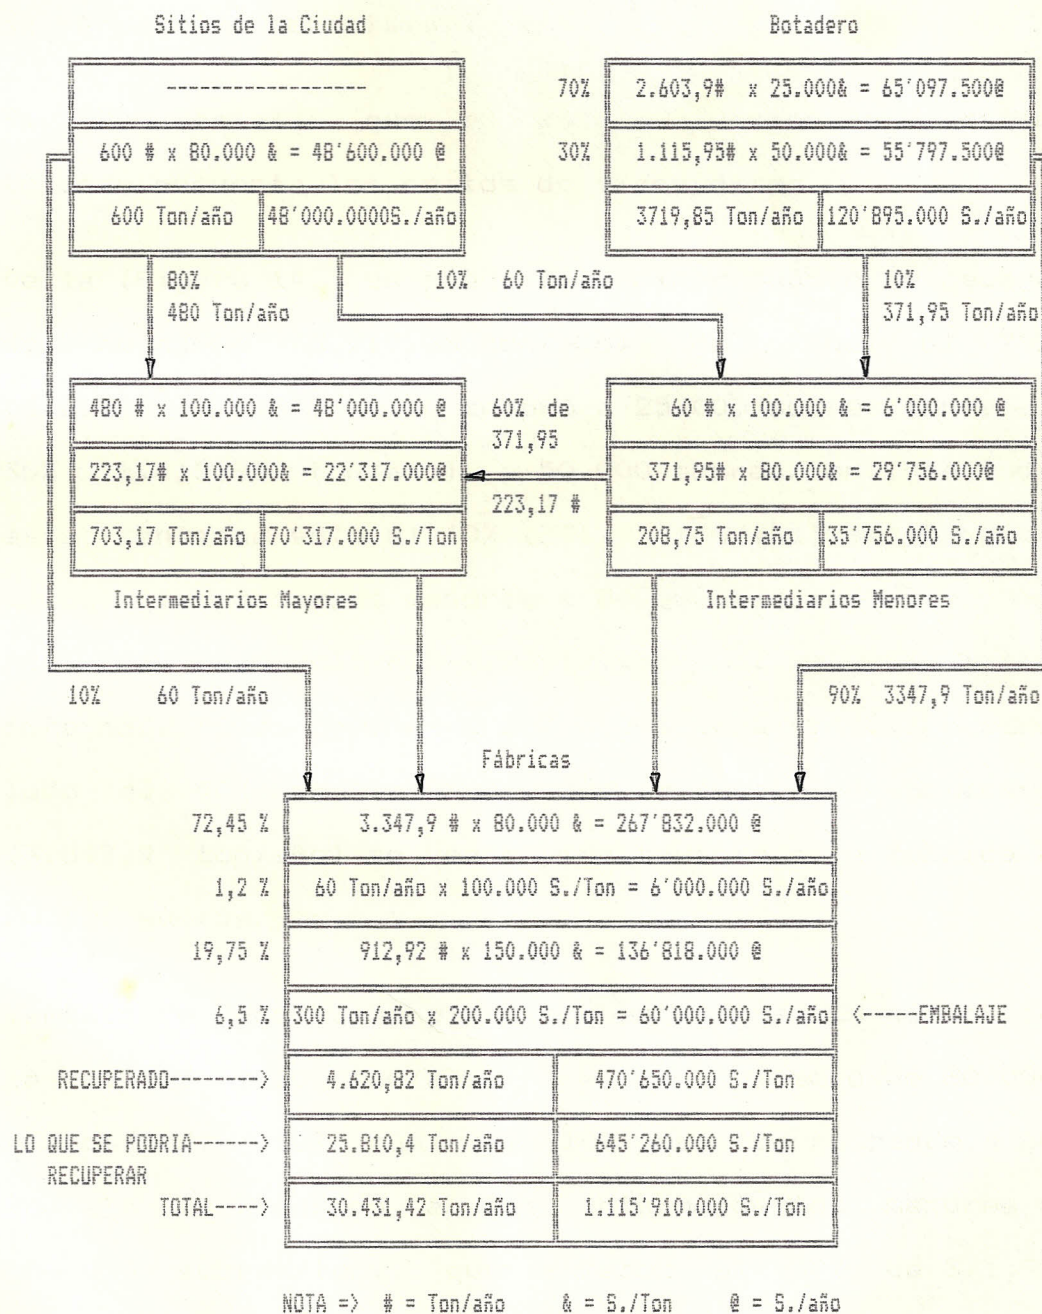 Sitios de la Ciudad
Botadero
-----------------
70% 2.603,9# x 25.000& = 65'097.500@
600 # x 80.000 & = 48'600.000 @
30% 1.115,95# x 50.000& = 55'797.500@
600 Ton/año 48'000.0000S./año
3719,85 Ton/año 120'895.000 S./año
80%
480 Ton/año
10% 60 Ton/año
10%
371,95 Ton/año
480 # x 100.000 & = 48'000.000 @
60% de
371,95
60 # x 100.000 & = 6'000.000 @
223,17# x 100.000& = 22'317.000@
223,17 #
371,95# x 80.000& = 29'756.000@
703,17 Ton/año 70'317.000 S./Ton
208,75 Ton/año 35'756.000 S./año
Intermediarios Mayores
Intermediarios Menores
10% 60 Ton/año
90% 3347,9 Ton/año
Fábricas
72,45 % 3.347,9 # x 80.000 & = 267'832.000 @
1,2 % 60 Ton/año x 100.000 S./Ton = 6'000.000 S./año
19,75 % 912,92 # x 150.000 & = 136'818.000 @
6,5 % 300 Ton/año x 200.000 S./Ton = 60'000.000 S./año <-----EMBALAJE
RECUPERADO--------> 4.620,82 Ton/año 470'650.000 S./Ton
LO QUE SE PODRIA------> 25.810,4 Ton/año 645'260.000 S./Ton
RECUPERAR
TOTAL----> 30.431,42 Ton/año 1.115'910.000 S./Ton
NOTA => # = Ton/año & = S./Ton @ = S./año